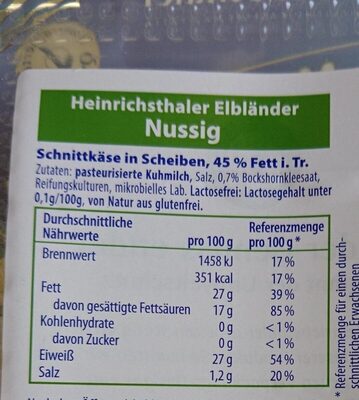 Heinrichsthaler Elbländer
Nussig
Schnittkäse in Scheiben, 45 % Fett i. Tr.
Zutaten: pasteurisierte Kuhmilch, Salz, 0,7% Bockshornkleesaat,
Reifungskulturen, mikrobielles Lab. Lactosefrei: Lactosegehalt unter
0,1g/100g, von Natur aus glutenfrei.
Durchschnittliche Referenzmenge
Nährwerte pro 100 g pro 100 g *
Brennwert 1458 kJ 17 %
351 kcal 17 %
Fett 27 g 39 %
davon gesättigte Fettsäuren 17 g 85 %
Kohlenhydrate 0 g < 1 %
davon Zucker 0 g < 1 %
Eiweiß 27 g 54 %
Salz 1,2 g 20 %
* Referenzmenge für einen durch-
schnittlichen Erwachsenen